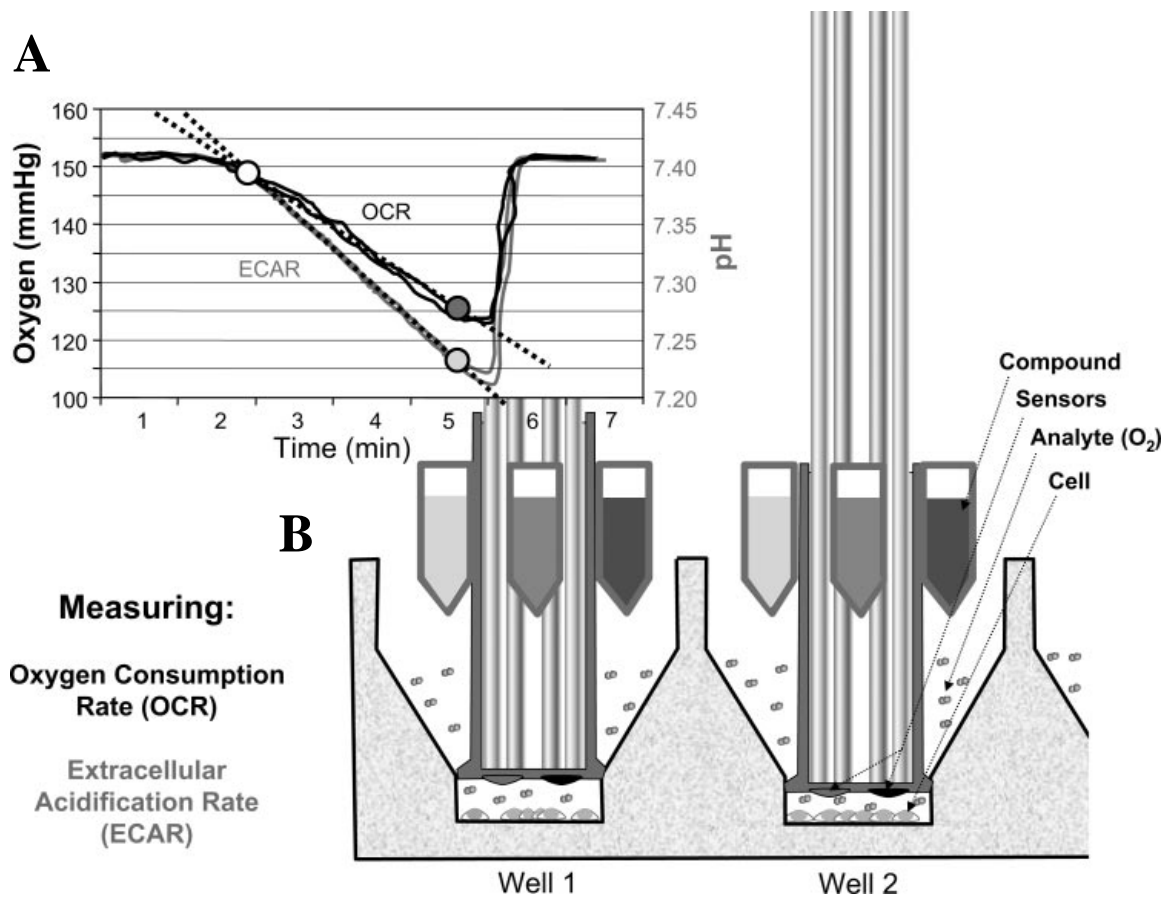 A
160
150
140
130
120
100
Oxygen (mmHg)
OCR
ECAR
7.45
7.40
7.35
7.30
7.25
7.20
pH
1 2 3 4 5 6 7
Time (min)
B
Compound
Sensors
Analyte (O₂)
Cell
Measuring:
Oxygen Consumption
Rate (OCR)
Extracellular
Acidification Rate
(ECAR)
Well 1
Well 2